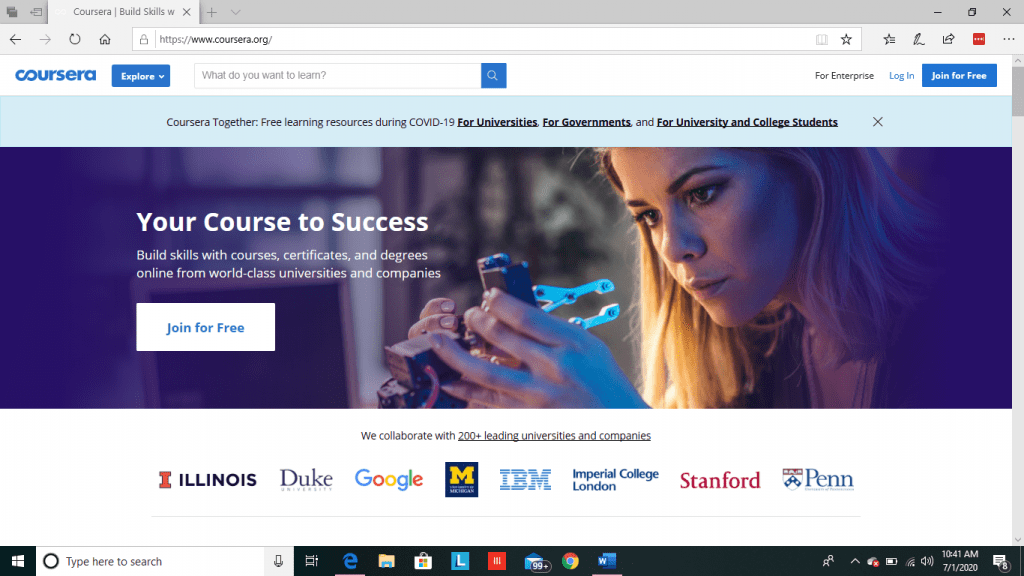 Coursera | Build Skills w
https://www.coursera.org/
coursera
Explore
What do you want to learn?
For Enterprise
Log In
Join for Free
Coursera Together: Free learning resources during COVID-19 For Universities, For Governments, and For University and College Students
Your Course to Success
Build skills with courses, certificates, and degrees
online from world-class universities and companies
Join for Free
We collaborate with 200+ leading universities and companies
I ILLINOIS
Duke
UNIVERSITY
Google
M
UNIVERSITY OF
MICHIGAN
IBM
Imperial College
London
Stanford
Penn
University of Pennsylvania
Type here to search
L
99+
W
10:41 AM
7/1/2020
8